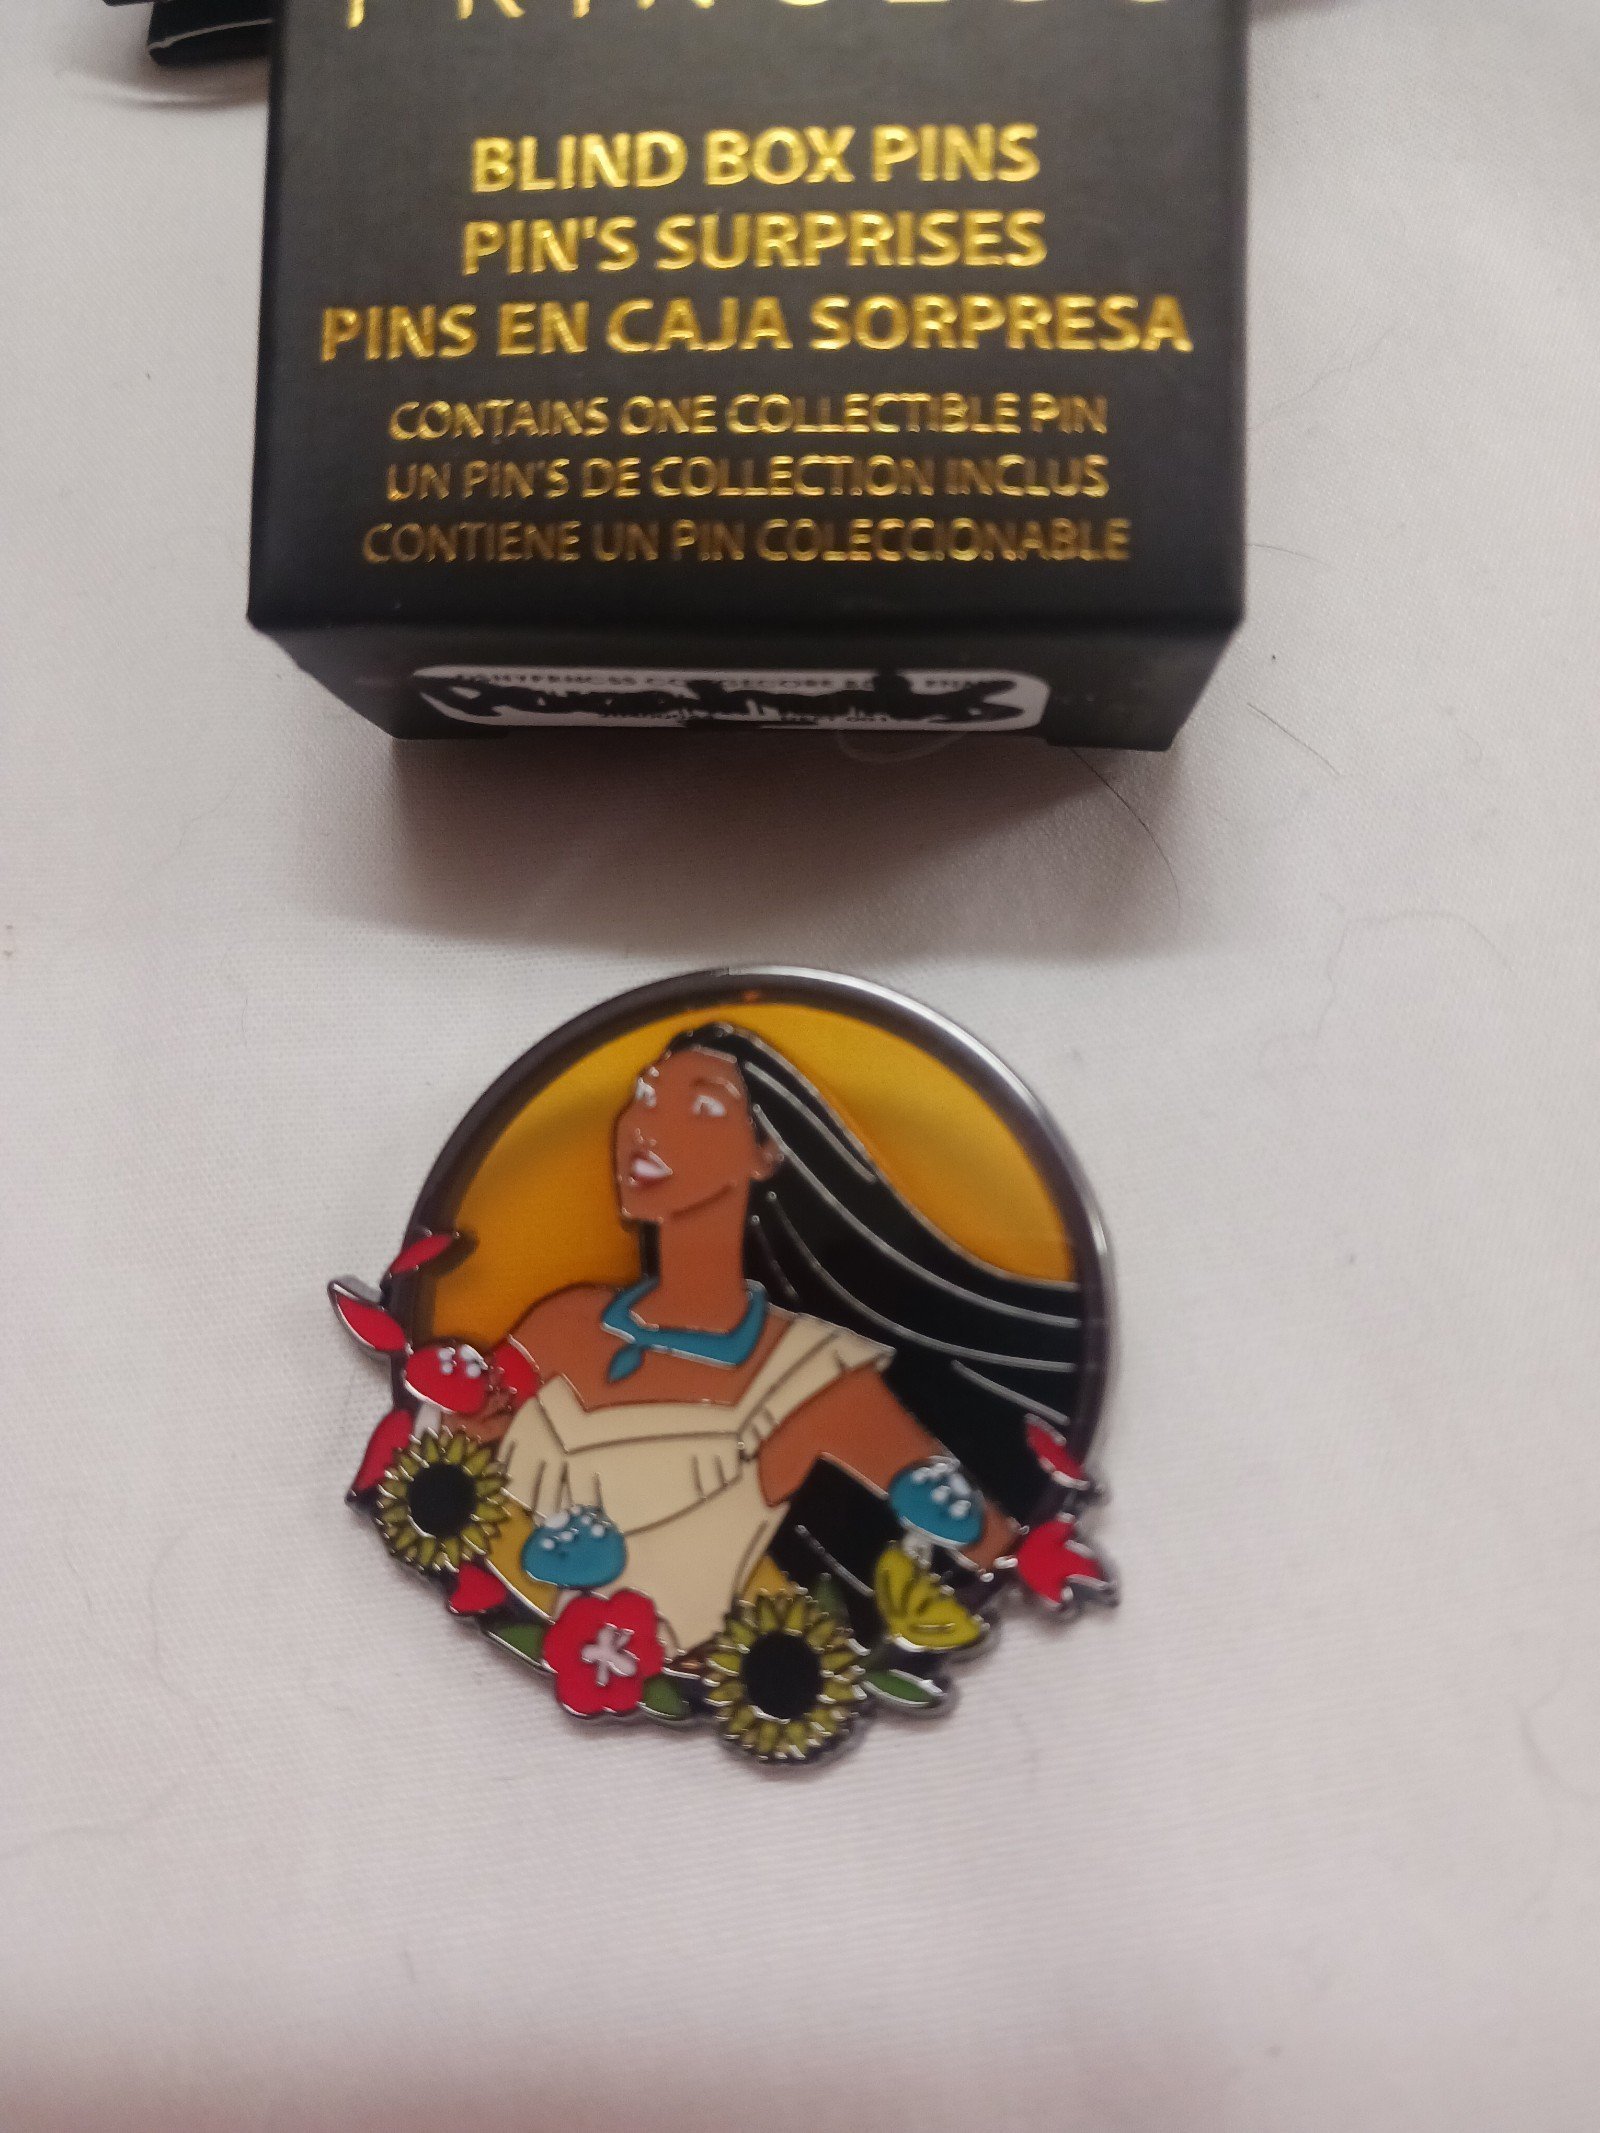 BLIND BOX PINS
PIN'S SURPRISES
PINS EN CAJA SORPRESA
CONTAINS ONE COLLECTIBLE PIN
UN PIN'S DE COLLECTION INCLUS
CONTIENE UN PIN COLECCIONABLE